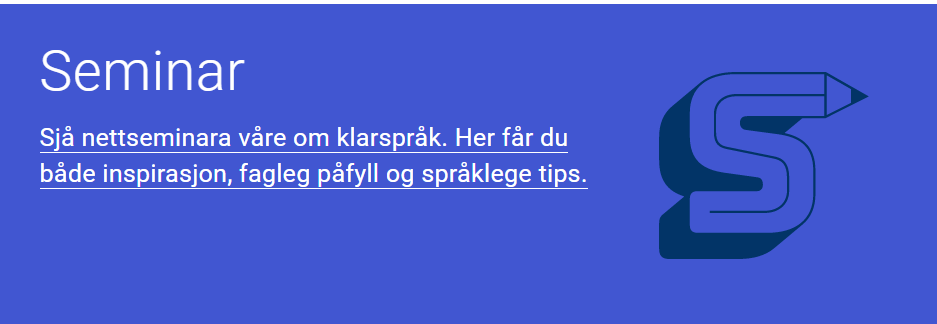 Seminar
Sjå nettseminara våre om klarspråk. Her får du
både inspirasjon, fagleg påfyll og språklege tips.